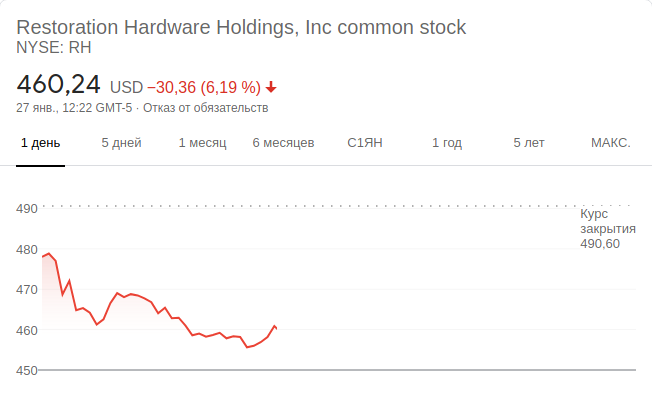 Restoration Hardware Holdings, Inc common stock
NYSE: RH
460,24 USD −30,36 (6,19 %)
27 янв., 12:22 GMT-5 · Отказ от обязательств
1 день 5 дней 1 месяц 6 месяцев С1ЯН 1 год 5 лет МАКС.
490
Курс
закрытия
490,60
480
470
460
450